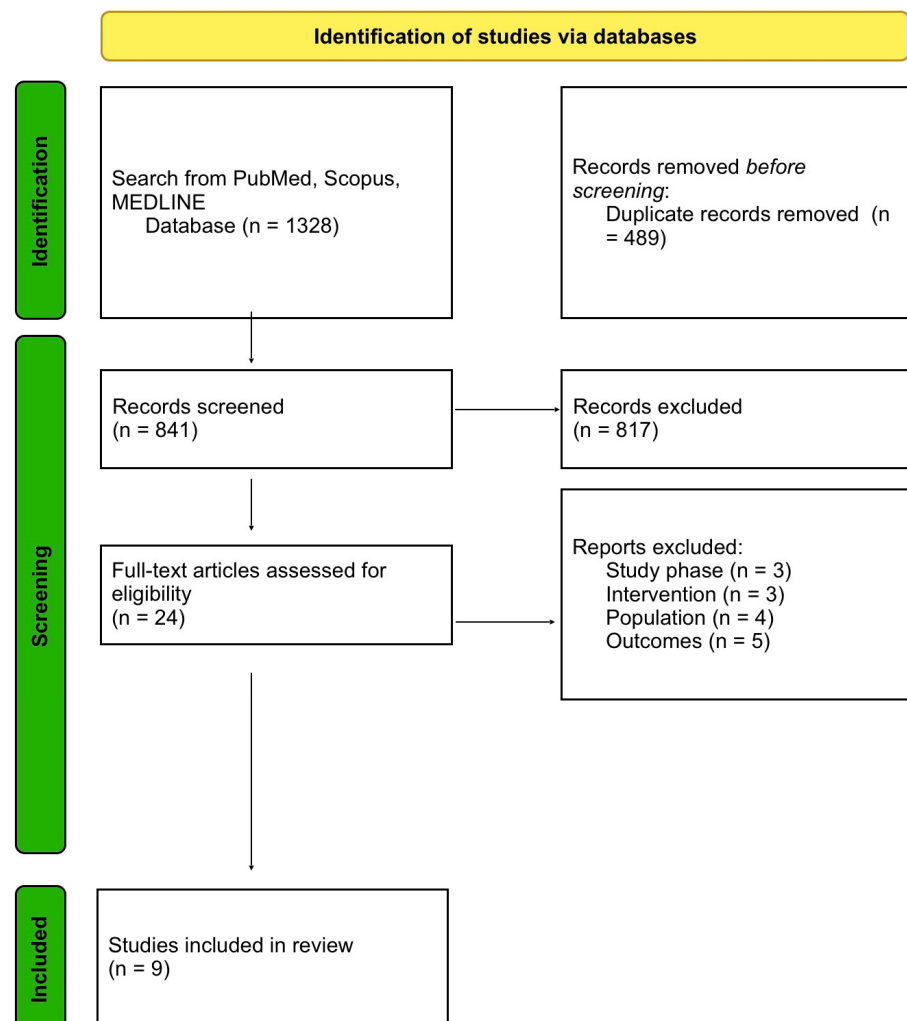 Identification of studies via databases
Identification
Search from PubMed, Scopus,
MEDLINE
Database (n = 1328)
Records removed before
screening:
Duplicate records removed  (n
= 489)
Screening
Records screened
(n = 841)
Records excluded
(n = 817)
Full-text articles assessed for
eligibility
(n = 24)
Reports excluded:
Study phase (n = 3)
Intervention (n = 3)
Population (n = 4)
Outcomes (n = 5)
Included
Studies included in review
(n = 9)